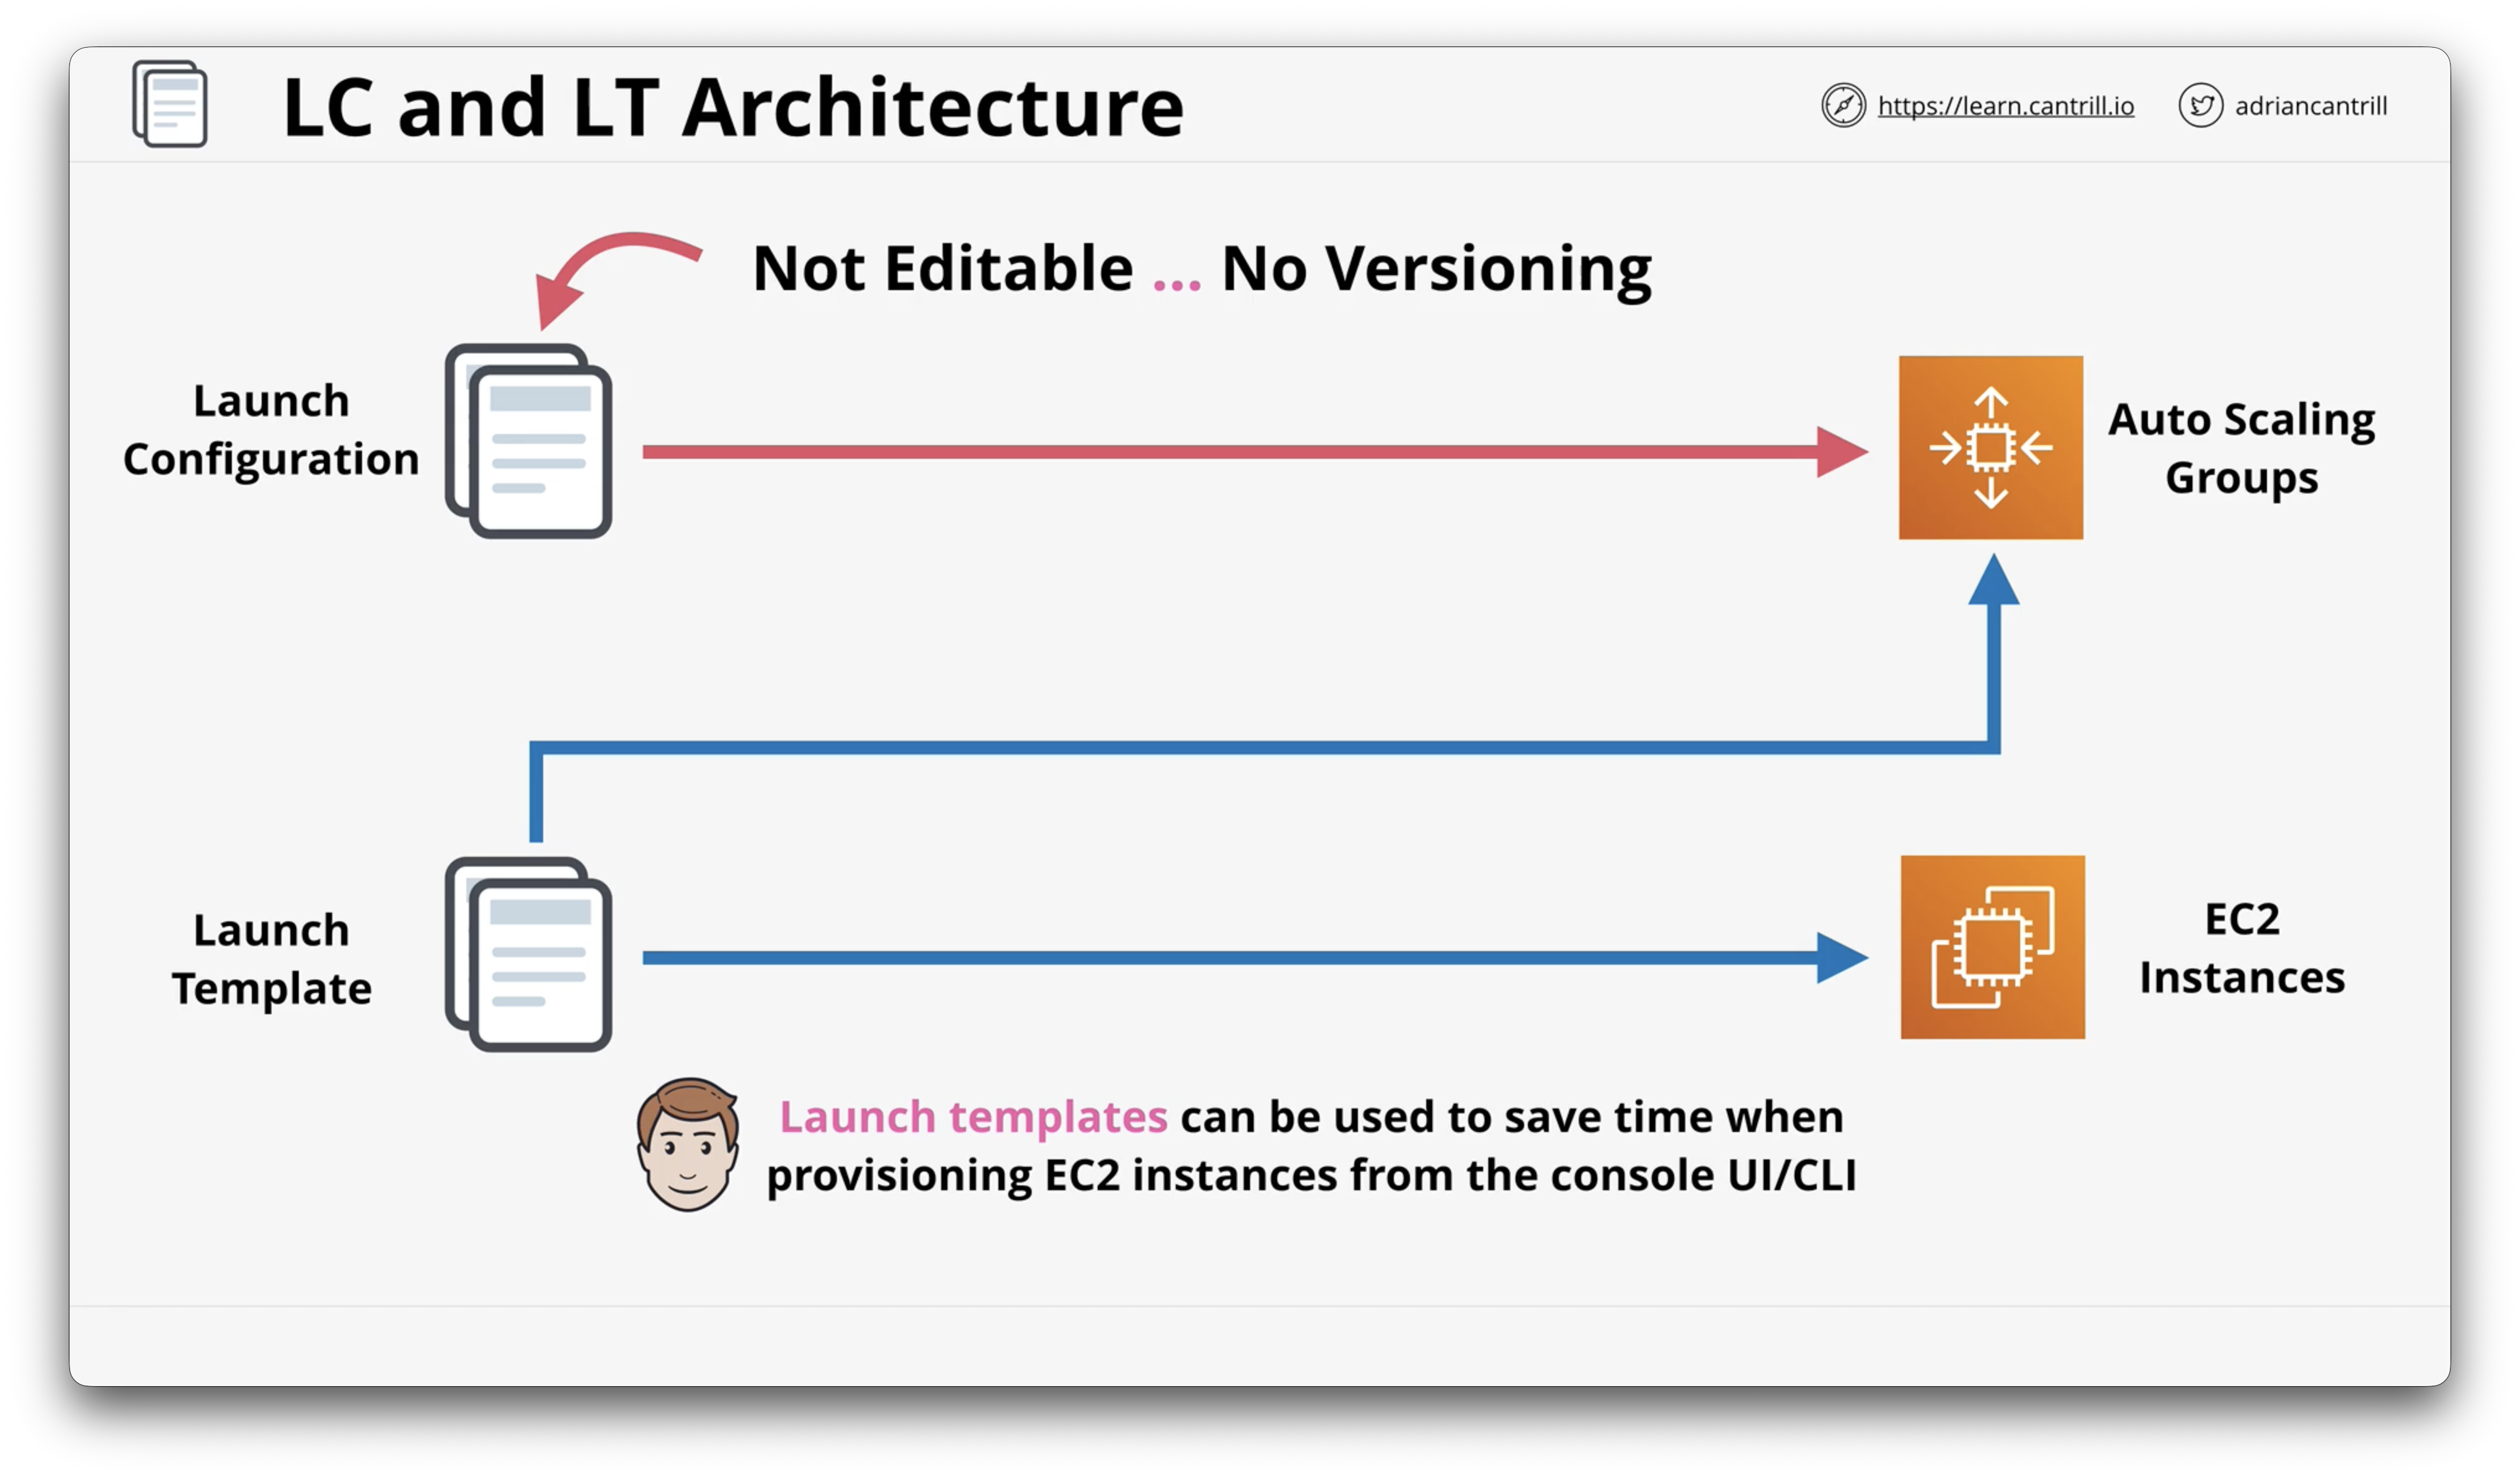 LC and LT Architecture
https://learn.cantrill.io
adriancantrill
Not Editable ... No Versioning
Launch
Configuration
Auto Scaling
Groups
Launch
Template
EC2
Instances
Launch templates can be used to save time when
provisioning EC2 instances from the console UI/CLI